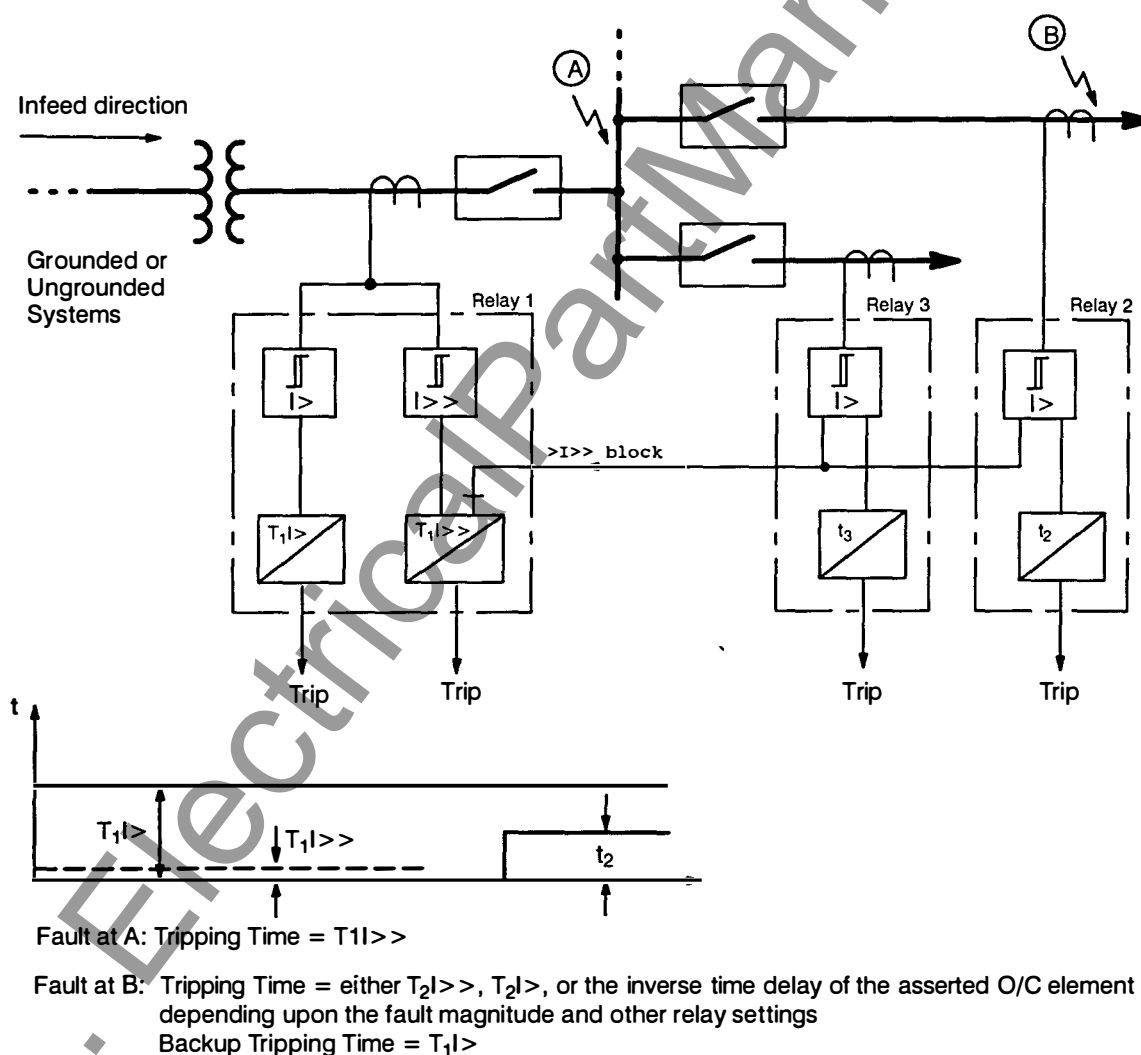 A
B
Infeed direction
Grounded or
Ungrounded
Systems
Relay 1
Relay 3
Relay 2
I>
I>>
I>
I>
>I>> block
T₁I>
T₁I>>
t₃
t₂
Trip
Trip
Trip
Trip
t
T₁I>
T₁I>>
t₂
Fault at A: Tripping Time = T1I>>
Fault at B: Tripping Time = either T₂I>>, T₂I>, or the inverse time delay of the asserted O/C element
depending upon the fault magnitude and other relay settings
Backup Tripping Time = T₁I>
. ElectricalPartMan